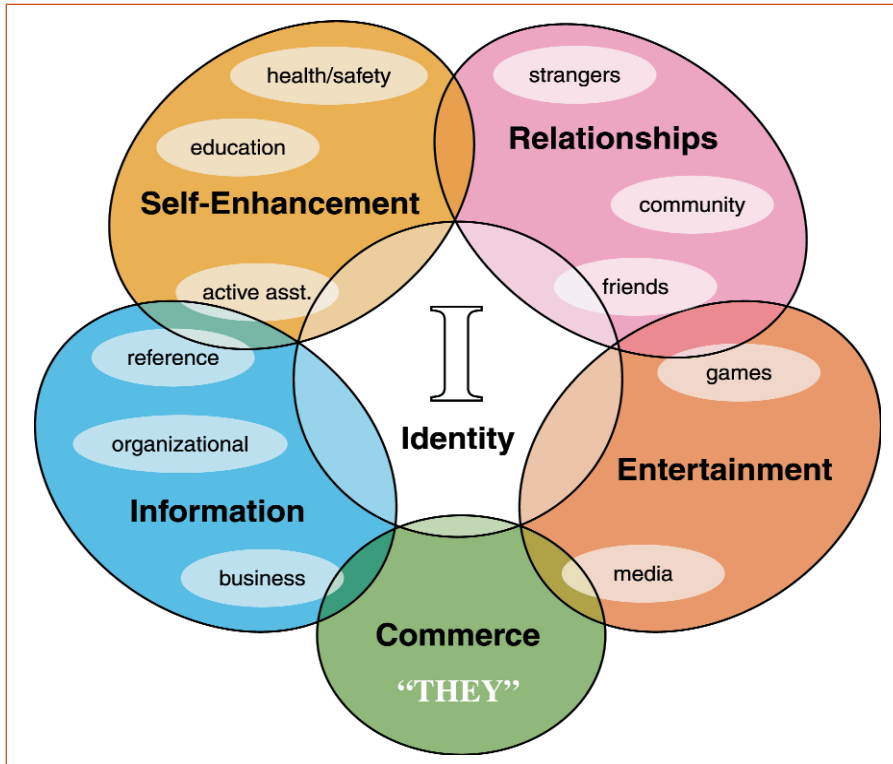 health/safety
education
Self-Enhancement
active asst.
strangers
Relationships
community
friends
I
Identity
reference
organizational
Information
business
games
Entertainment
media
Commerce
“THEY”